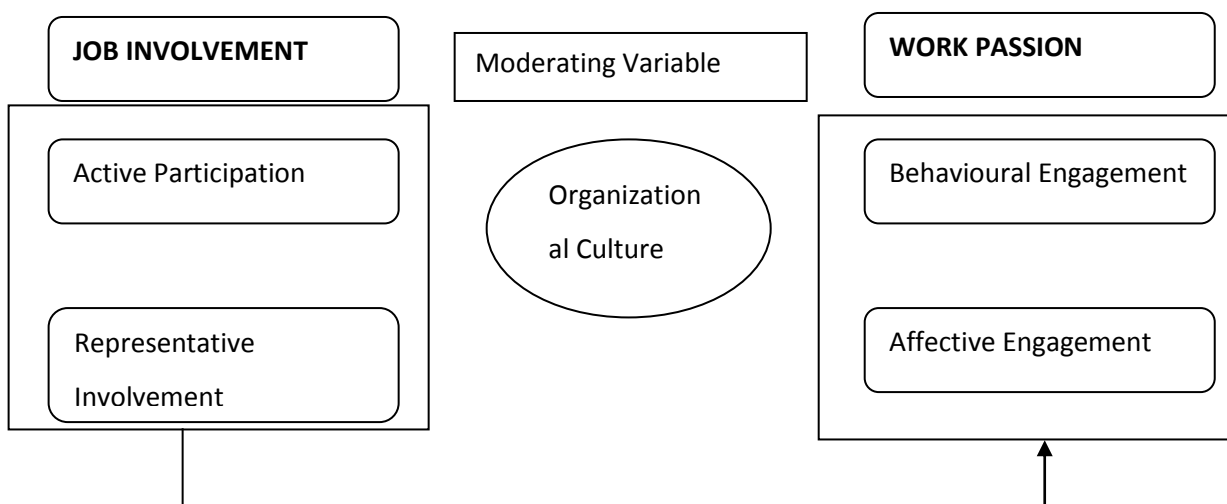 JOB INVOLVEMENT
Active Participation
Representative
Involvement
Moderating Variable
Organization
al Culture
WORK PASSION
Behavioural Engagement
Affective Engagement